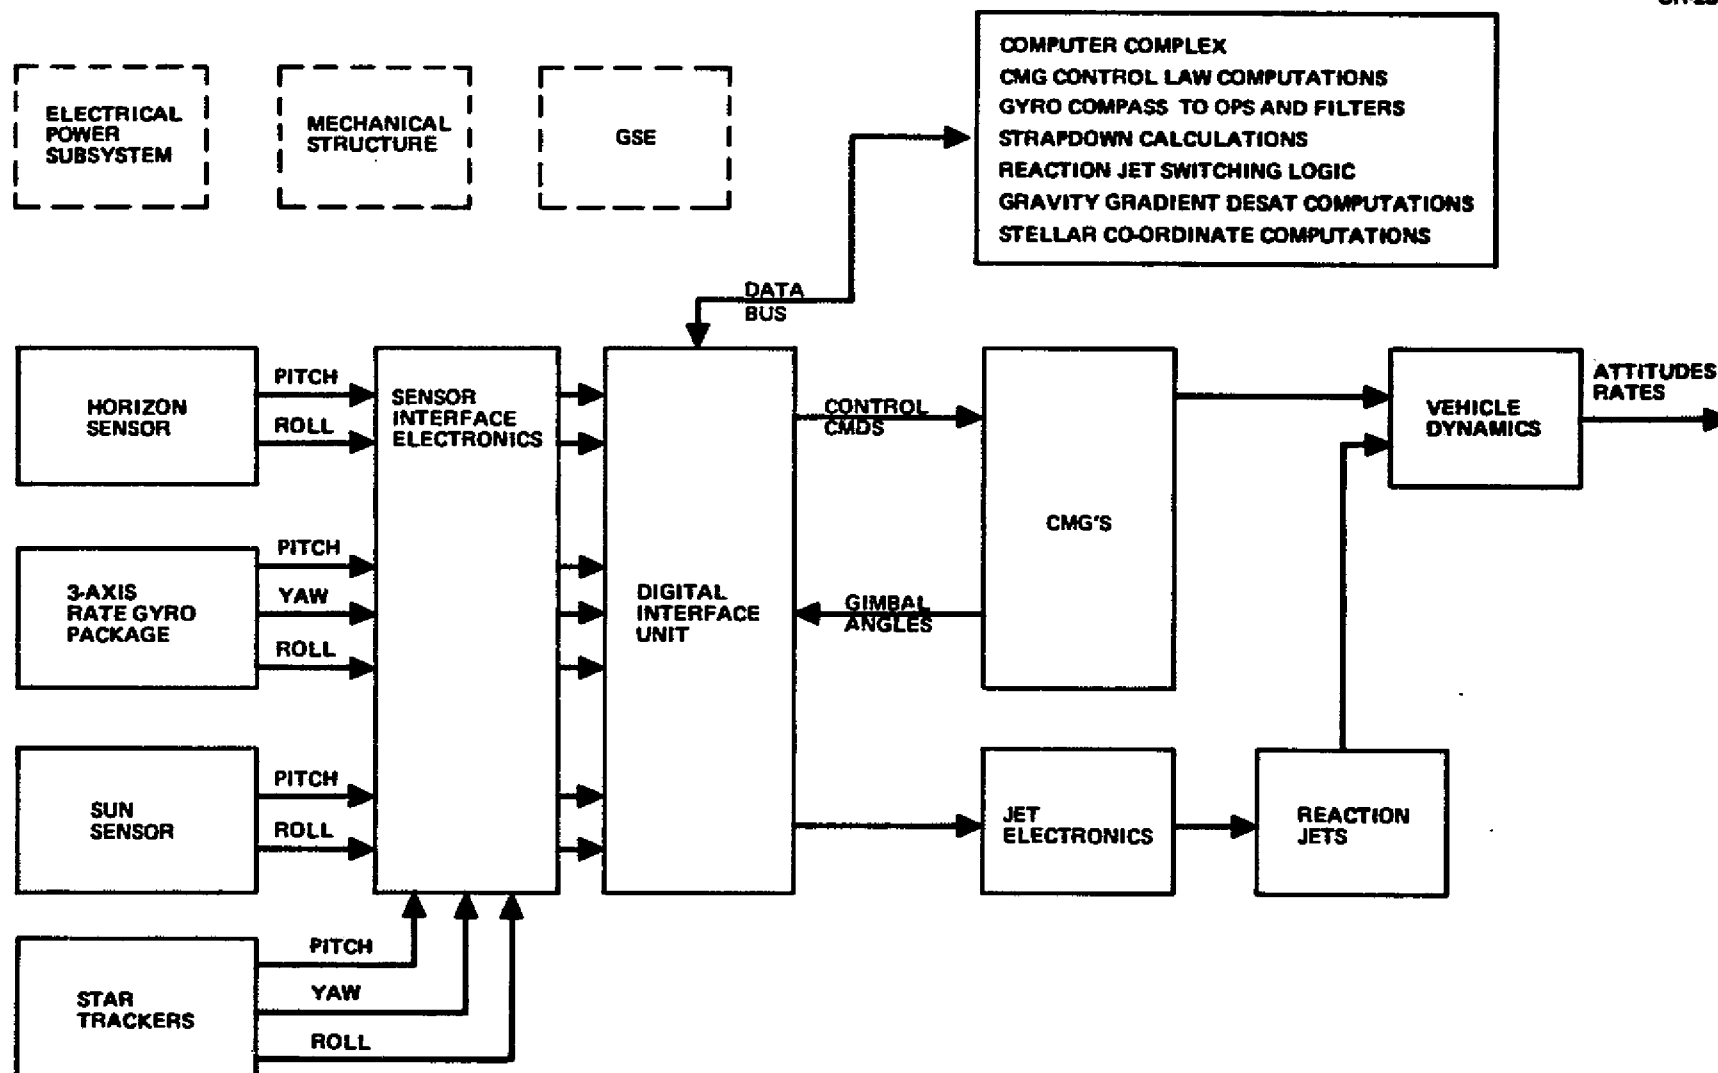 COMPUTER COMPLEX
CMG CONTROL LAW COMPUTATIONS
GYRO COMPASS TO OPS AND FILTERS
STRAPDOWN CALCULATIONS
REACTION JET SWITCHING LOGIC
GRAVITY GRADIENT DESAT COMPUTATIONS
STELLAR CO-ORDINATE COMPUTATIONS
ELECTRICAL
POWER
SUBSYSTEM
MECHANICAL
STRUCTURE
GSE
DATA
BUS
HORIZON
SENSOR
PITCH
ROLL
SENSOR
INTERFACE
ELECTRONICS
3-AXIS
RATE GYRO
PACKAGE
PITCH
YAW
ROLL
DIGITAL
INTERFACE
UNIT
CONTROL
CMDS
GIMBAL
ANGLES
CMG'S
VEHICLE
DYNAMICS
ATTITUDES
RATES
SUN
SENSOR
PITCH
ROLL
JET
ELECTRONICS
REACTION
JETS
STAR
TRACKERS
PITCH
YAW
ROLL